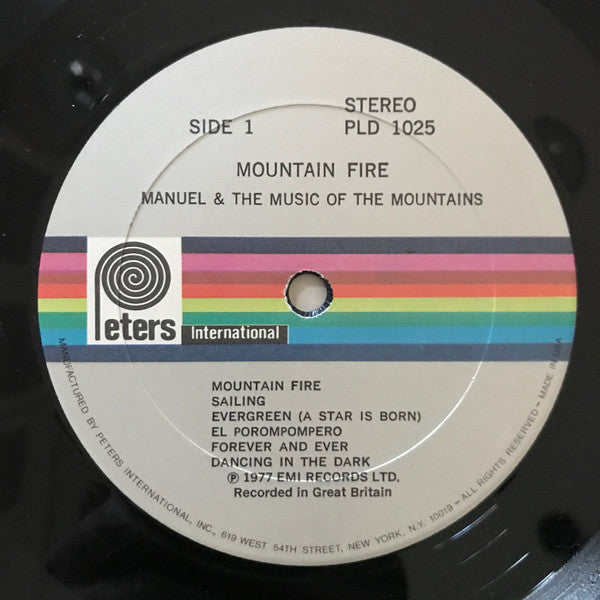 STEREO
SIDE 1 PLD 1025
MOUNTAIN FIRE
MANUEL & THE MUSIC OF THE MOUNTAINS
Peters International
MOUNTAIN FIRE
SAILING
EVERGREEN (A STAR IS BORN)
EL POROMPOMPERO
FOREVER AND EVER
DANCING IN THE DARK
℗ 1977 EMI RECORDS LTD.
Recorded in Great Britain
MANUFACTURED BY PETERS INTERNATIONAL, INC., 619 WEST 54TH STREET, NEW YORK, N.Y. 10019 – ALL RIGHTS RESERVED – MADE IN USA